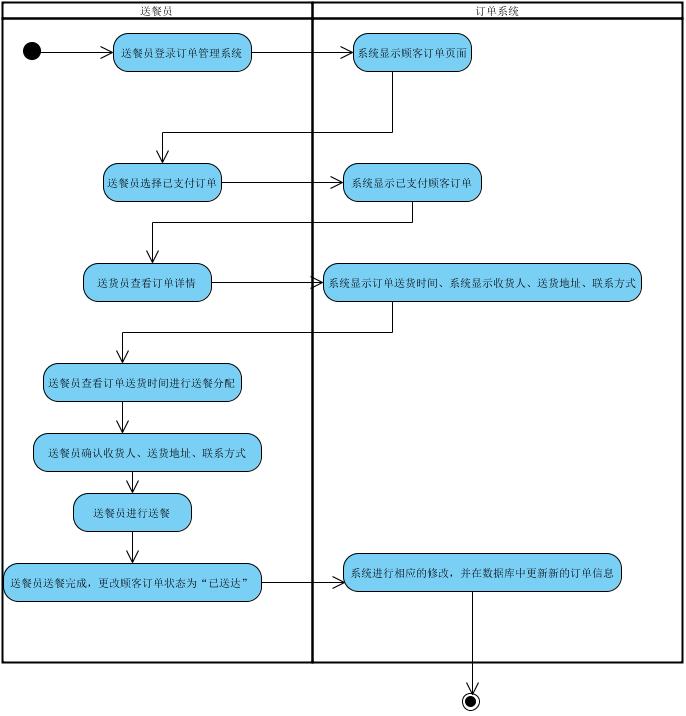 送餐员
订单系统
送餐员登录订单管理系统
系统显示顾客订单页面
送餐员选择已支付订单
系统显示已支付顾客订单
送货员查看订单详情
系统显示订单送货时间、系统显示收货人、送货地址、联系方式
送餐员查看订单送货时间进行送餐分配
送餐员确认收货人、送货地址、联系方式
送餐员进行送餐
送餐员送餐完成，更改顾客订单状态为“已送达”
系统进行相应的修改，并在数据库中更新新的订单信息